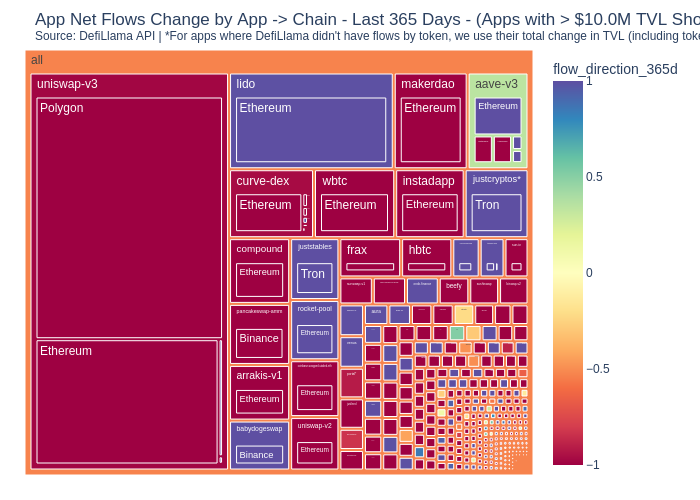 App Net Flows Change by App -> Chain - Last 365 Days - (Apps with > $10.0M TVL Sho
Source: DefiLlama API | *For apps where DefiLlama didn't have flows by token, we use their total change in TVL (including toke
all
flow_direction_365d
uniswap-v3
Polygon
Ethereum
lido
Ethereum
makerdao
Ethereum
aave-v3
Ethereum
curve-dex
Ethereum
wbtc
Ethereum
instadapp
Ethereum
justcryptos*
Tron
compound
Ethereum
juststables
Tron
frax
hbtc
pancakeswap-amm
Binance
rocket-pool
Ethereum
beefy
aura
arrakis-v1
Ethereum
Ethereum
babydogeswap
Binance
uniswap-v2
Ethereum
1
0.5
0
−0.5
−1